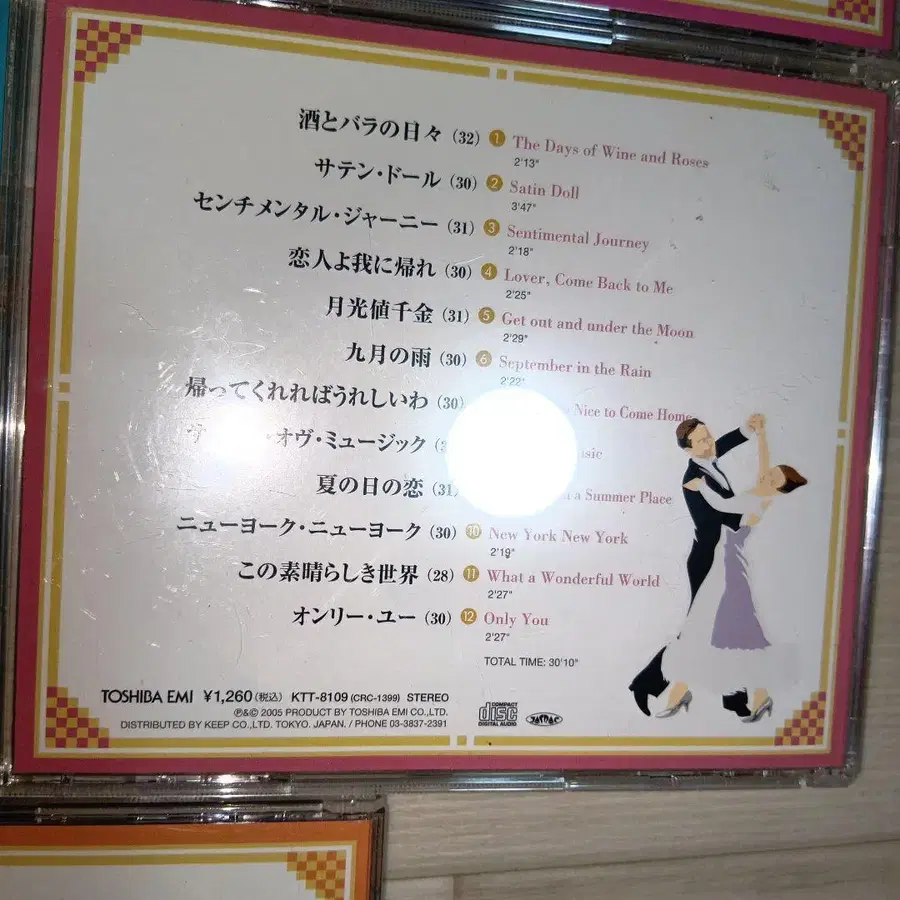 酒とバラの日々 (32) 1 The Days of Wine and Roses
2'13"
サテン・ドール (30) 2 Satin Doll
3'47"
センチメンタル・ジャーニー (31) 3 Sentimental Journey
2'18"
恋人よ我に帰れ (30) 4 Lover, Come Back to Me
2'25"
月光値千金 (31) 5 Get out and under the Moon
2'29"
九月の雨 (30) 6 September in the Rain
2'22"
帰ってくれればうれしいわ (30) Nice to Come Home
オヴ・ミュージック
夏の日の恋 (31) a Summer Place
ニューヨーク・ニューヨーク (30) 10 New York New York
2'19"
この素晴らしき世界 (28) 11 What a Wonderful World
2'27"
オンリー・ユー (30) 12 Only You
2'27"
TOTAL TIME: 30'10"
TOSHIBA EMI ¥1,260(税込) KTT-8109 (CRC-1399) STEREO
℗&© 2005 PRODUCT BY TOSHIBA EMI CO.,LTD.
DISTRIBUTED BY KEEP CO.,LTD. TOKYO. JAPAN. / PHONE 03-3837-2391
COMPACT
disc
DIGITAL AUDIO
JASRAC